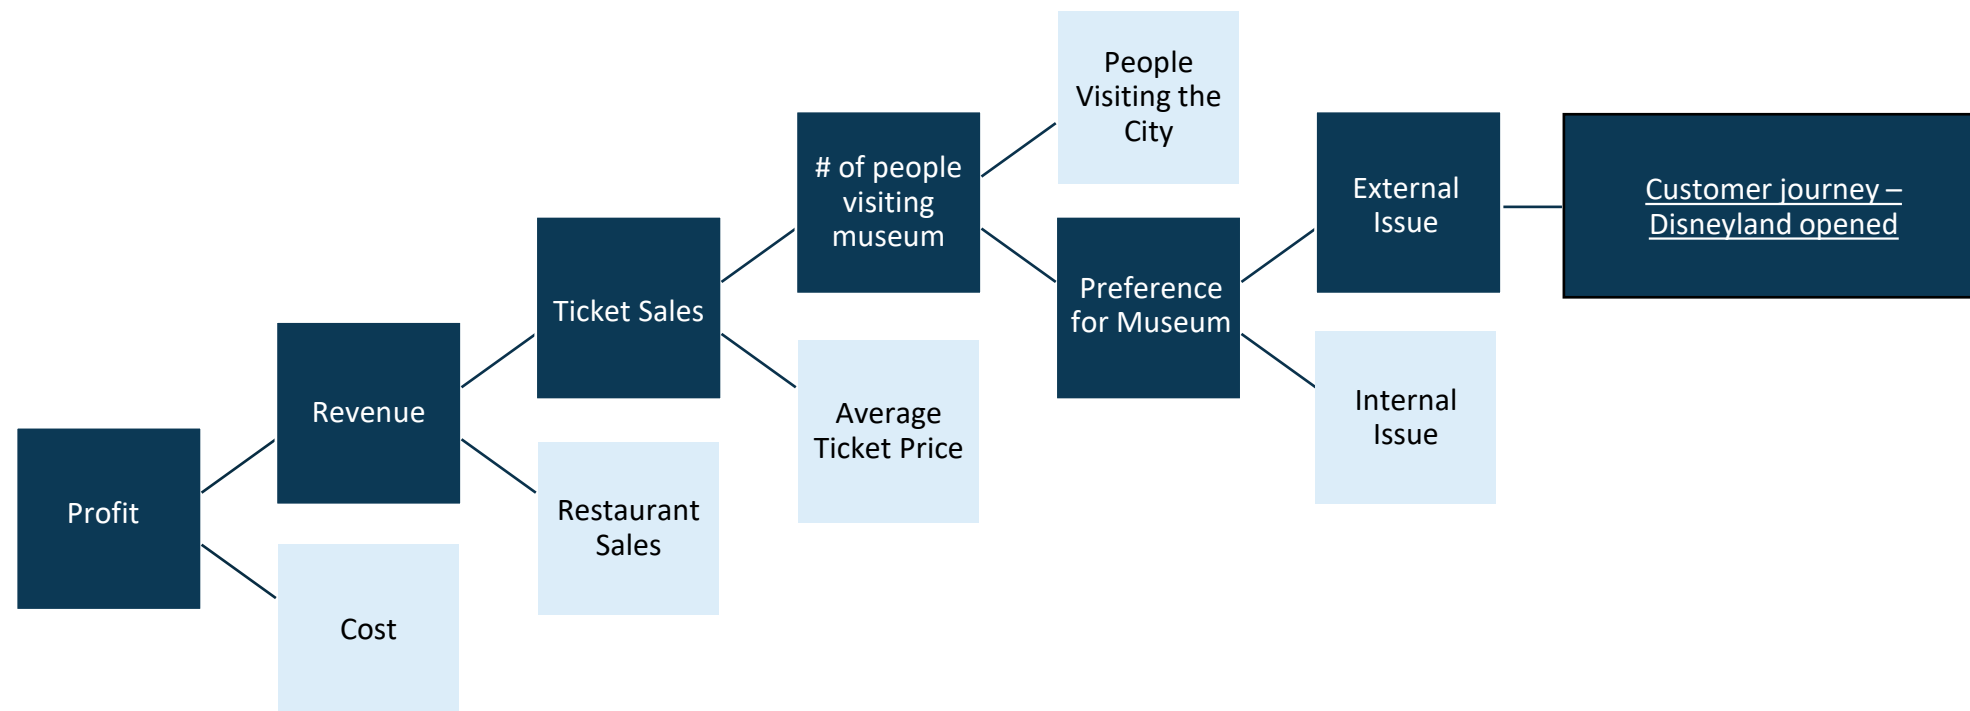 People
Visiting the
City
# of people
visiting
museum
External
Issue
Customer journey –
Disneyland opened
Ticket Sales
Preference
for Museum
Revenue
Average
Ticket Price
Internal
Issue
Profit
Restaurant
Sales
Cost